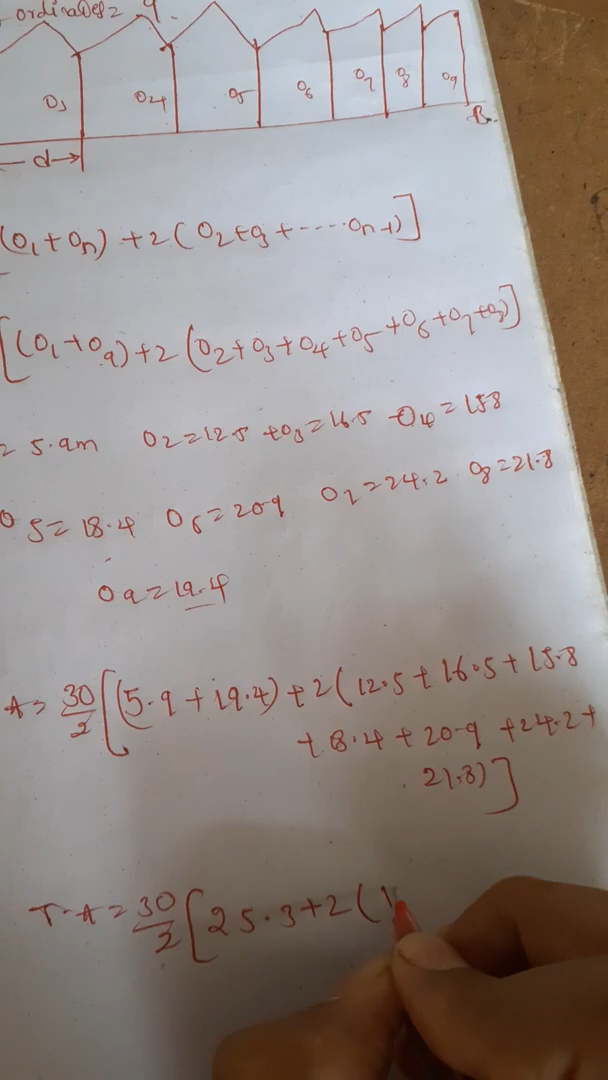 ordinates = 9.
O3 O4 O5 O6 O7 O8 O9
B.
d→
(O1+On) +2 (O2+O3+-----On-1)]
[(O1+O9)+2 (O2+O3+O4+O5+O6+O7+O8)]
= 5.9m O2=12.5 +O3=16.5 O4=15.8
O5=18.4 O6=20.9 O7=24.2 O8=21.8
O9=19.4
A= 30/2 [(5.9+19.4)+2(12.5+16.5+15.8
+8.4+20.9+24.2+
21.8)]
T.A = 30/2 [25.3+2(1